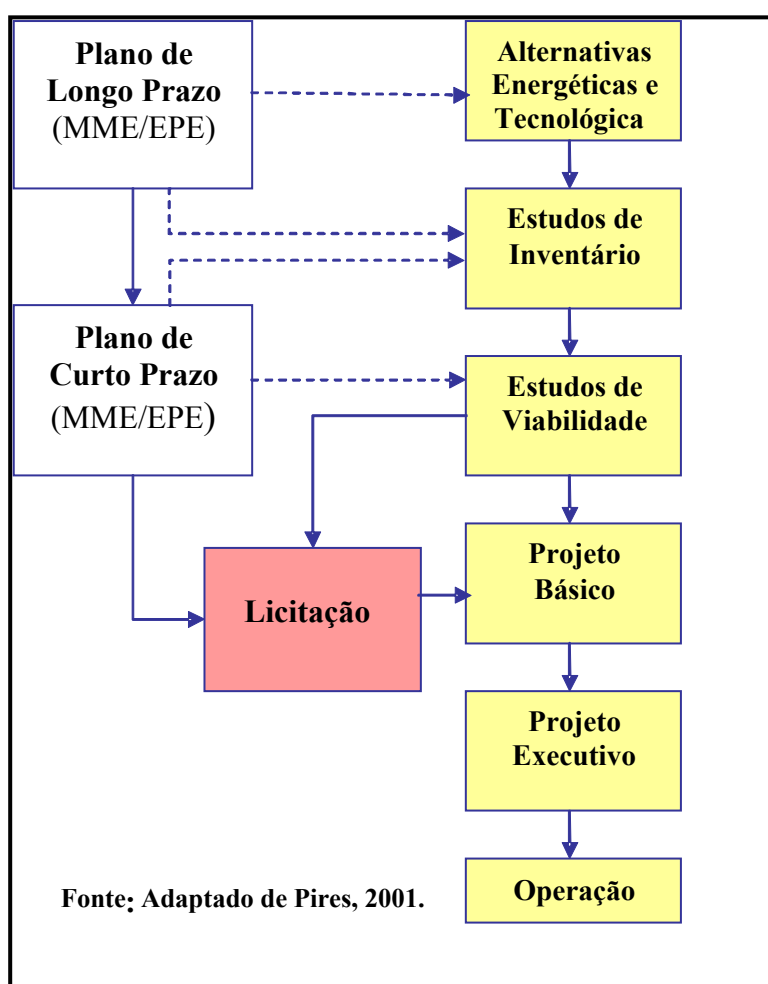 Plano de
Longo Prazo
(MME/EPE)
Alternativas
Energéticas e
Tecnológica
Estudos de
Inventário
Plano de
Curto Prazo
(MME/EPE)
Estudos de
Viabilidade
Licitação
Projeto
Básico
Projeto
Executivo
Operação
Fonte: Adaptado de Pires, 2001.